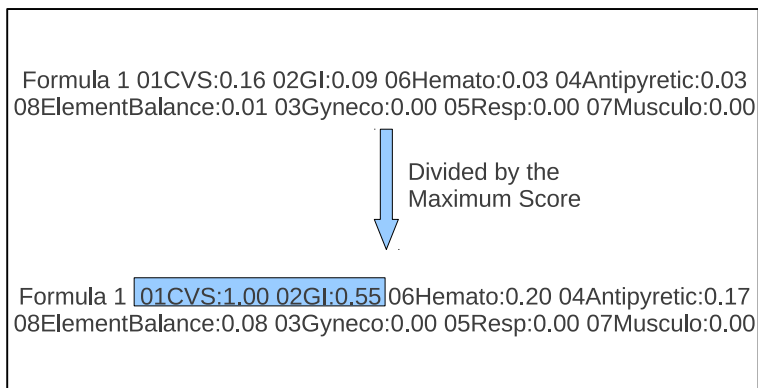 Formula 1 01CVS:0.16 02GI:0.09 06Hemato:0.03 04Antipyretic:0.03
08ElementBalance:0.01 03Gyneco:0.00 05Resp:0.00 07Musculo:0.00
Divided by the
Maximum Score
Formula 1 01CVS:1.00 02GI:0.55 06Hemato:0.20 04Antipyretic:0.17
08ElementBalance:0.08 03Gyneco:0.00 05Resp:0.00 07Musculo:0.00